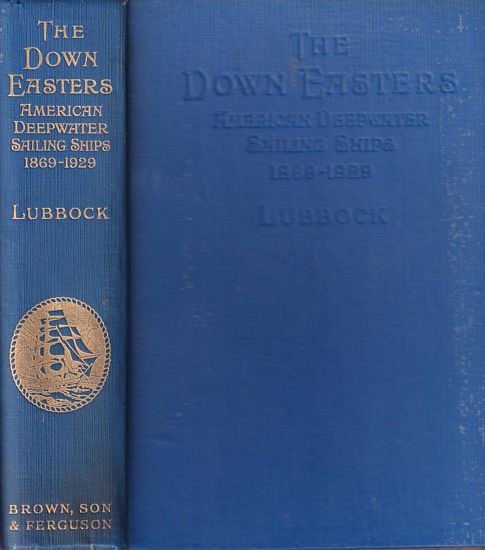 THE
DOWN
EASTERS
AMERICAN
DEEPWATER
SAILING SHIPS
1869-1929
LUBBOCK
BROWN, SON
& FERGUSON
THE
DOWN EASTERS
AMERICAN DEEPWATER
SAILING SHIPS
1869-1929
LUBBOCK